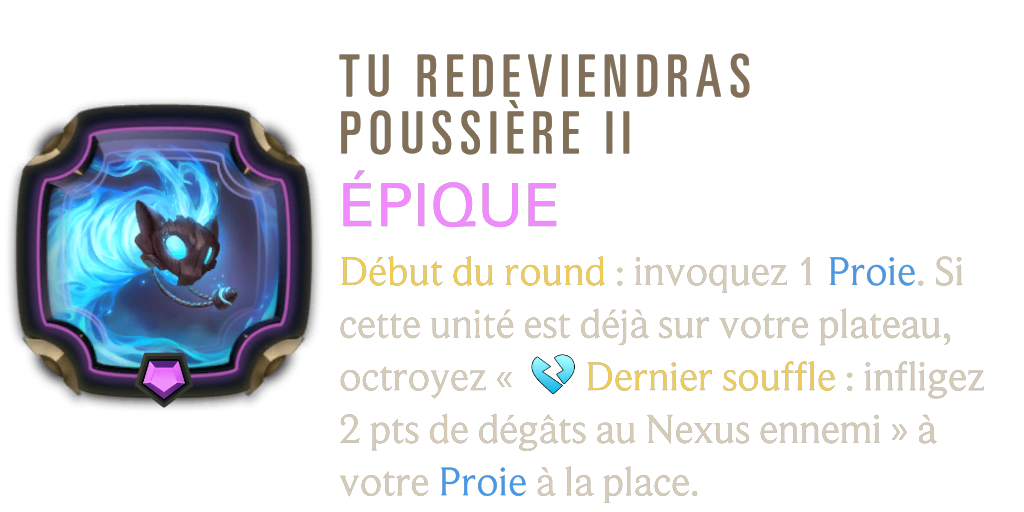 TU REDEVIENDRAS
POUSSIÈRE II
ÉPIQUE
Début du round : invoquez 1 Proie. Si
cette unité est déjà sur votre plateau,
octroyez « Dernier souffle : infligez
2 pts de dégâts au Nexus ennemi » à
votre Proie à la place.